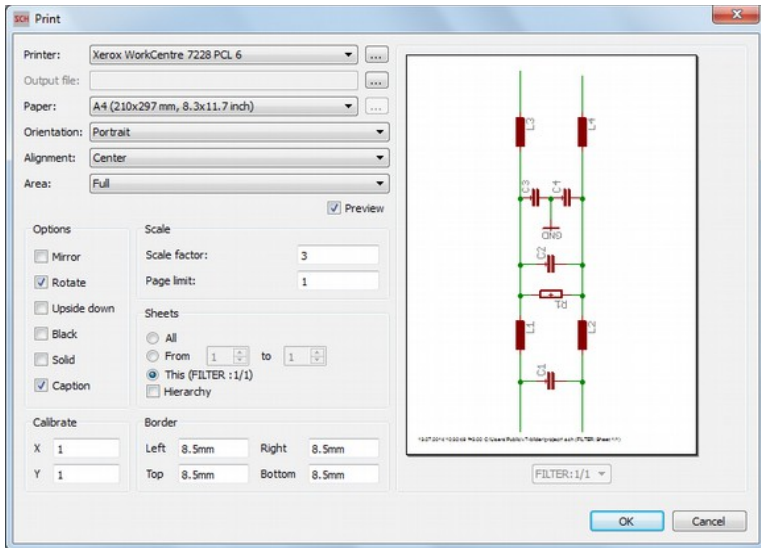 SCH Print
Printer: Xerox WorkCentre 7228 PCL 6 ...
Output file: ...
Paper: A4 (210x297 mm, 8.3x11.7 inch) ...
Orientation: Portrait
Alignment: Center
Area: Full
Preview
Options
Mirror
Rotate
Upside down
Black
Solid
Caption
Scale
Scale factor: 3
Page limit: 1
Sheets
All
From 1 to 1
This (FILTER :1/1)
Hierarchy
Calibrate
X 1
Y 1
Border
Left 8.5mm Right 8.5mm
Top 8.5mm Bottom 8.5mm
L3 L4
C3 C4
GND
C2
R1
L1 L2
C1
FILTER:1/1
OK Cancel